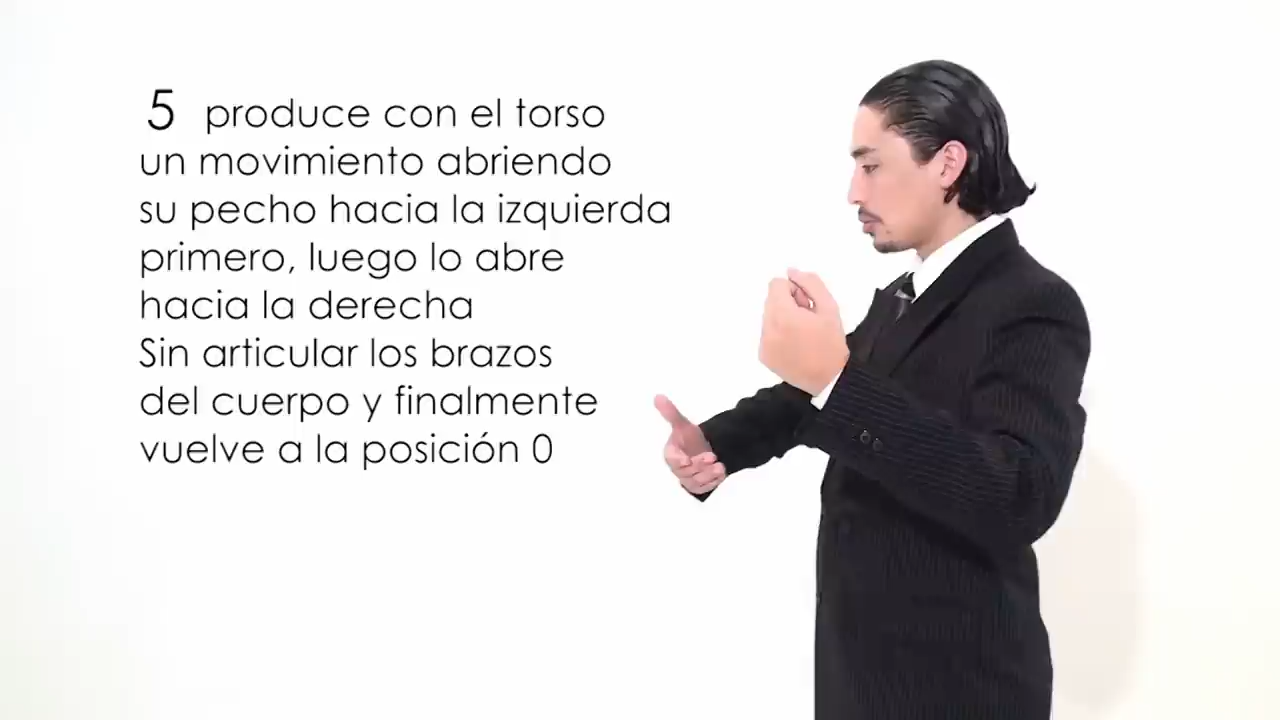 5 produce con el torso
un movimiento abriendo
su pecho hacia la izquierda
primero, luego lo abre
hacia la derecha
Sin articular los brazos
del cuerpo y finalmente
vuelve a la posición 0